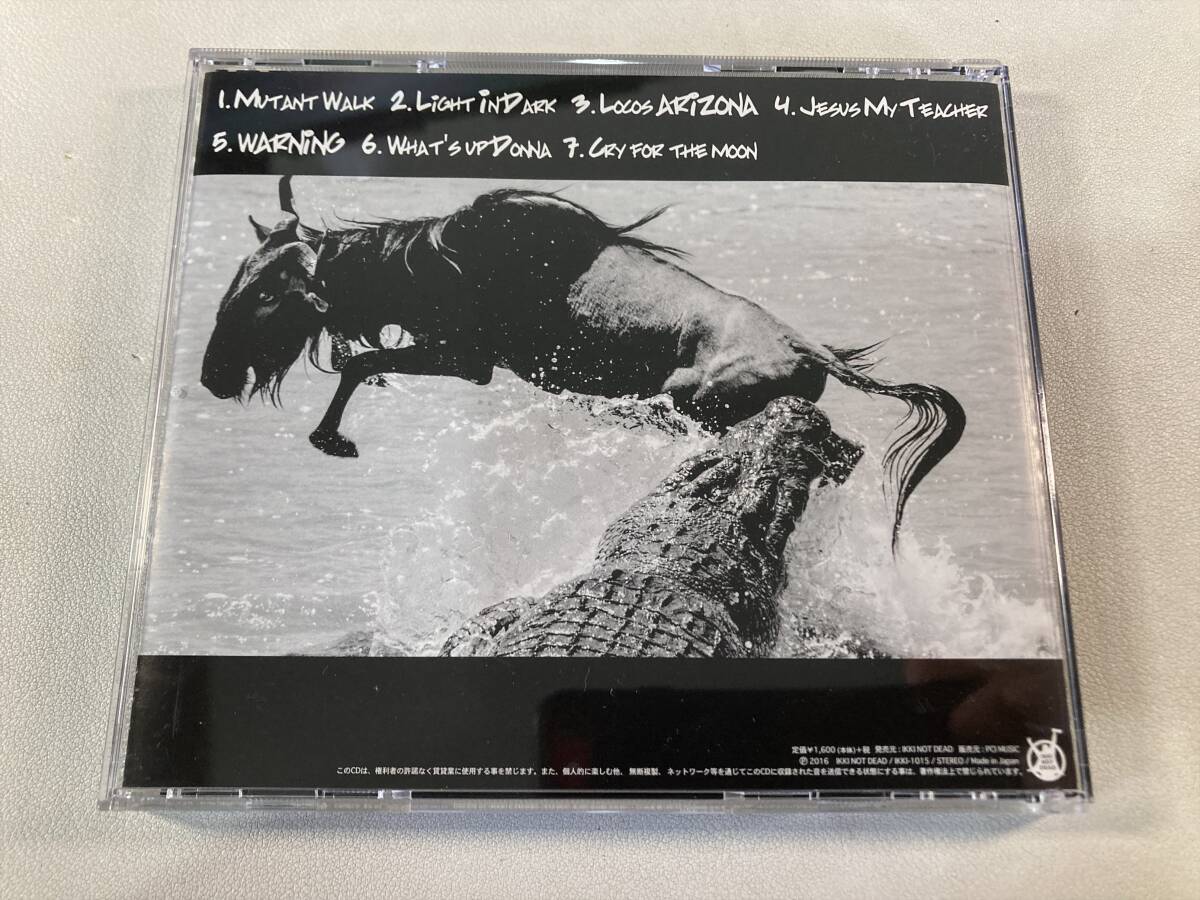 1. MUTANT WALK 2. LIGHT IN DARK 3. LOCOS ARIZONA 4. JESUS MY TEACHER
5. WARNING 6. WHAT'S UP DONNA 7. CRY FOR THE MOON
定価¥1,600 (本体)+税 発売元 : IKKI NOT DEAD 販売元 : PCI MUSIC
℗ 2016 IKKI NOT DEAD / IKKI-1015 / STEREO / Made in Japan
このCDは、権利者の許諾なく賃貸業に使用する事を禁じます。また、個人的に楽しむ他、無断複製、ネットワーク等を通じてこのCDに収録された音を送信できる状態にする事は、著作権法上で禁じられています。
IKKI
NOT
DEAD